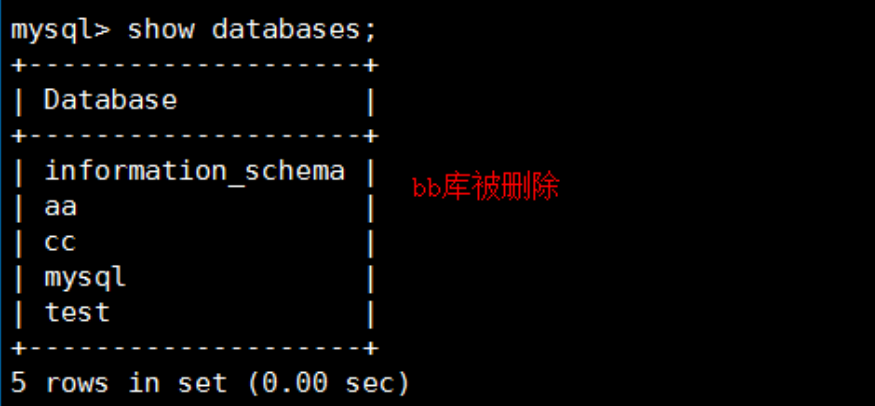 mysql> show databases;
+--------------------+
| Database           |
+--------------------+
| information_schema |
bb库被删除
| aa                 |
| cc                 |
| mysql              |
| test               |
+--------------------+
5 rows in set (0.00 sec)